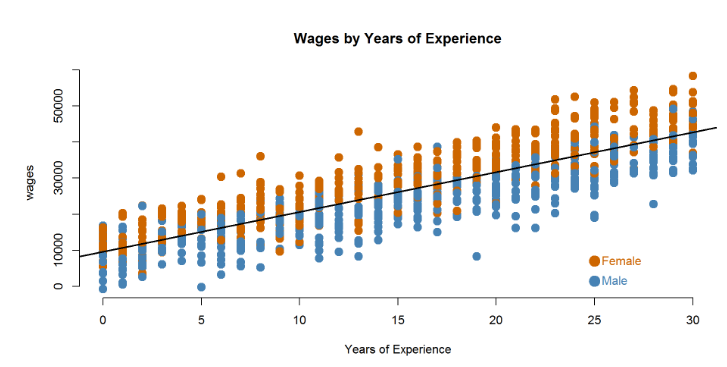 Wages by Years of Experience
wages
50000
30000
10000
0
Female
Male
0 5 10 15 20 25 30
Years of Experience